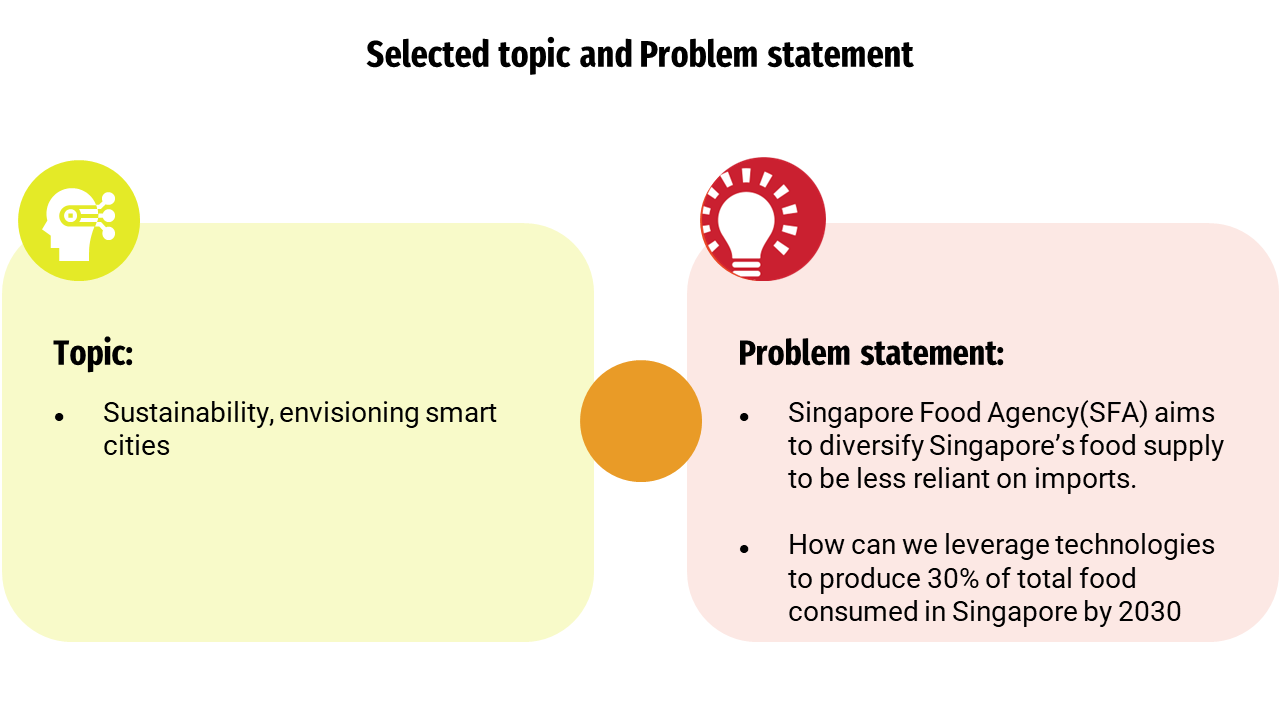 Selected topic and Problem statement
Topic:
• Sustainability, envisioning smart
cities
Problem statement:
• Singapore Food Agency(SFA) aims
to diversify Singapore’s food supply
to be less reliant on imports.
• How can we leverage technologies
to produce 30% of total food
consumed in Singapore by 2030